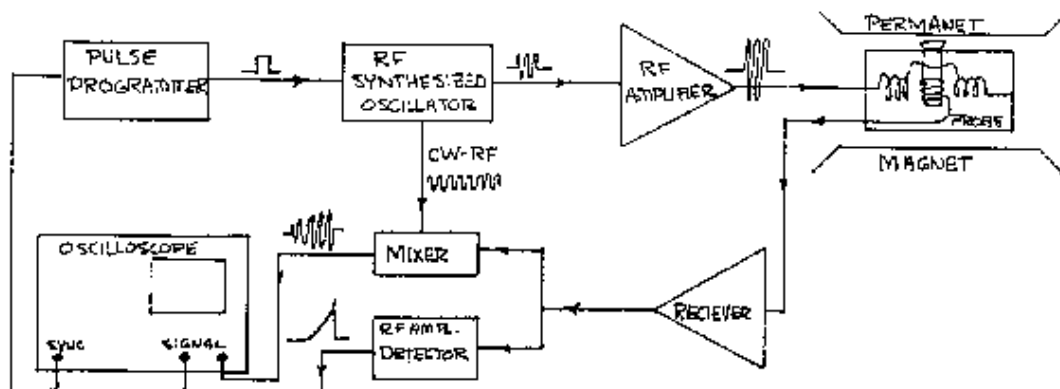 PULSE
PROGRAMMER
RF
SYNTHESIZED
OSCILLATOR
RF
AMPLIFIER
PERMANET
PROBE
MAGNET
CW-RF
MIXER
OSCILLOSCOPE
SYNC
SIGNAL
RF AMPL.
DETECTOR
RECIEVER